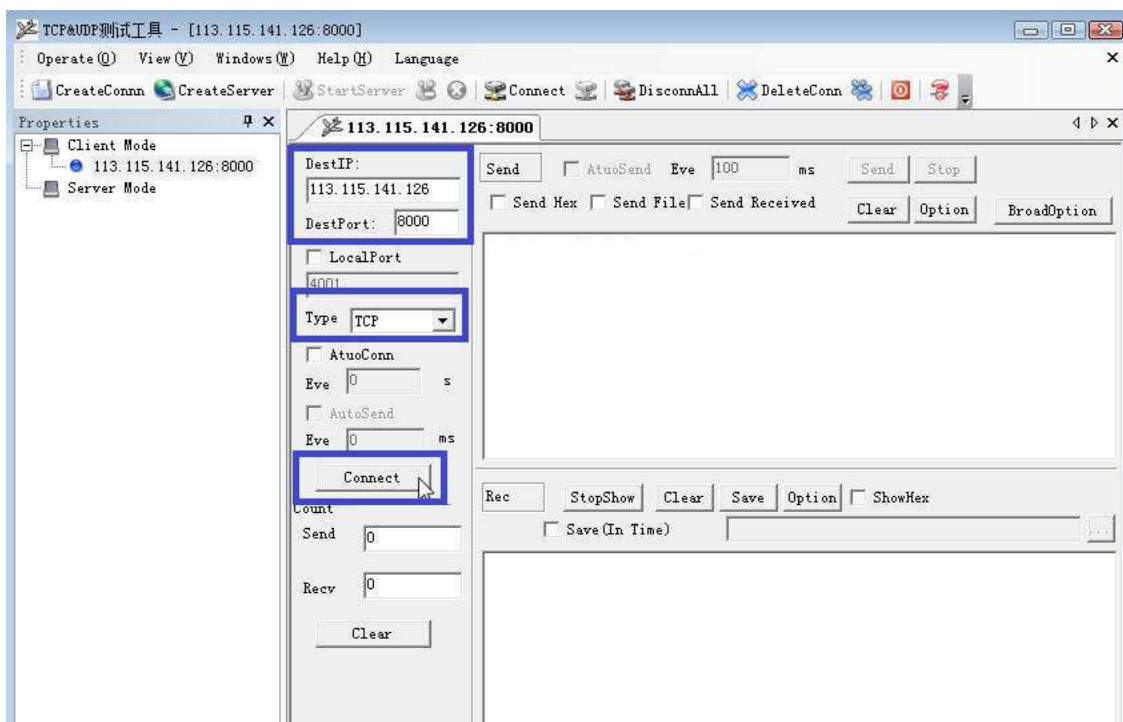 TCP&UDP测试工具 - [113.115.141.126:8000]
Operate(O) View(V) Windows(W) Help(H) Language
CreateConnn CreateServer StartServer Connect DisconnAll DeleteConn
Properties
113.115.141.126:8000
Client Mode
113.115.141.126:8000
Server Mode
DestIP:
113.115.141.126
DestPort: 8000
LocalPort
4001
Type TCP
AtuoConn
Eve 0 s
AutoSend
Eve 0 ms
Connect
Count
Send 0
Recv 0
Clear
Send AtuoSend Eve 100 ms Send Stop
Send Hex Send File Send Received Clear Option BroadOption
Rec StopShow Clear Save Option ShowHex
Save(In Time) ...